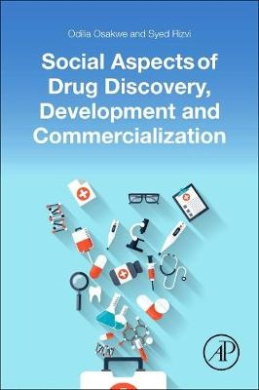 Odilia Osakwe and Syed Rizvi
Social Aspects of
Drug Discovery,
Development and
Commercialization
AP